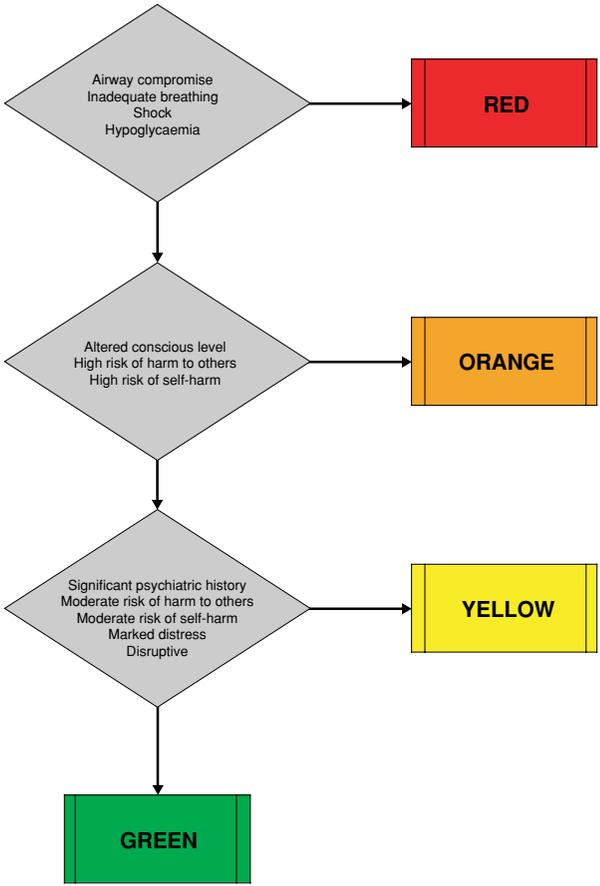 Airway compromise
Inadequate breathing
Shock
Hypoglycaemia
RED
Altered conscious level
High risk of harm to others
High risk of self-harm
ORANGE
Significant psychiatric history
Moderate risk of harm to others
Moderate risk of self-harm
Marked distress
Disruptive
YELLOW
GREEN